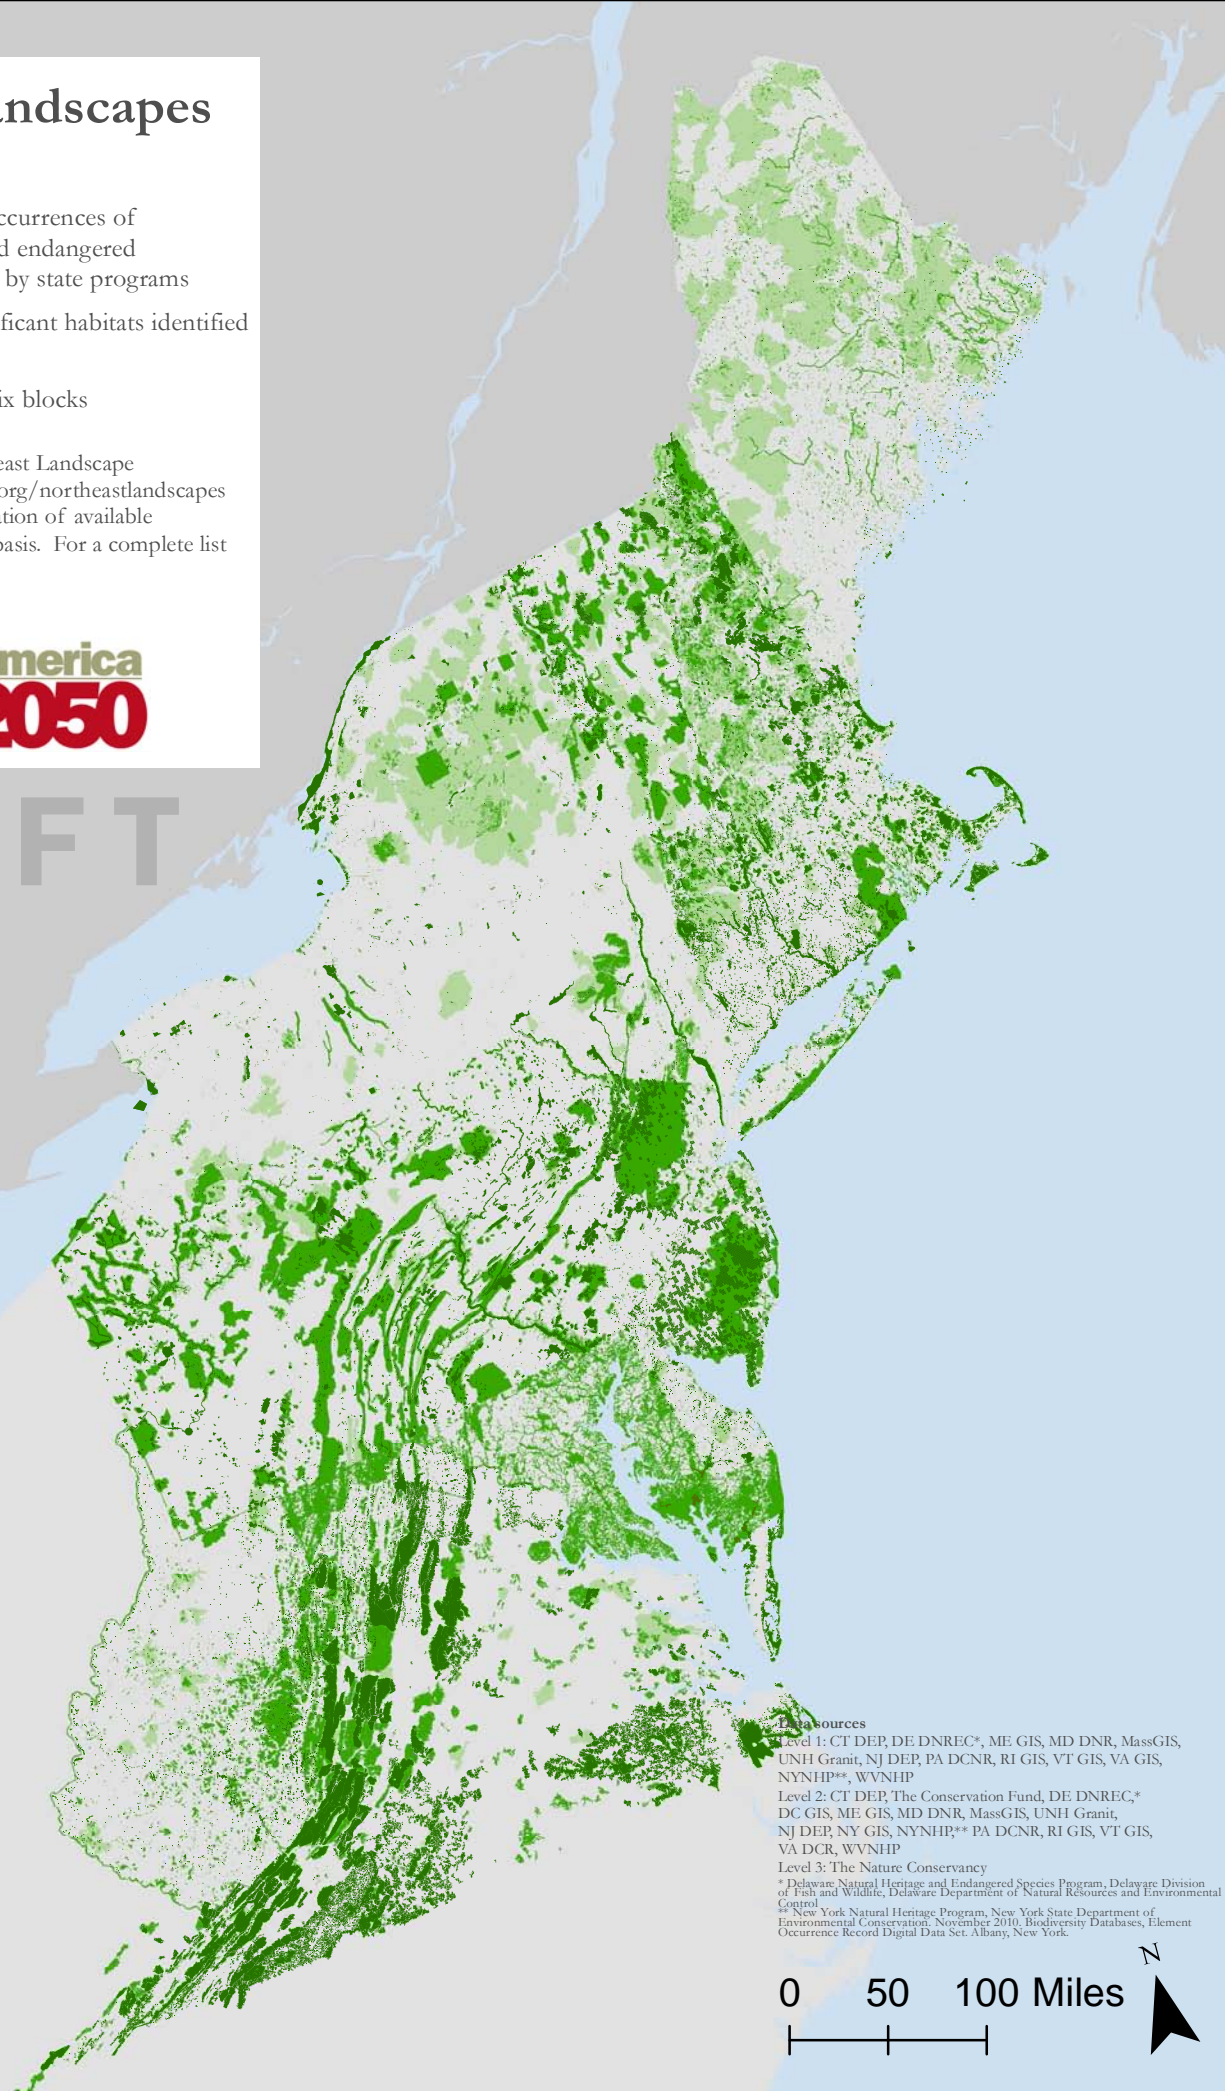 andscapes
ccurrences of
d endangered
by state programs
ficant habitats identified
ix blocks
east Landscape
org/northeastlandscapes
ation of available
basis. For a complete list
merica
2050
F T
Data sources
Level 1: CT DEP, DE DNREC*, ME GIS, MD DNR, MassGIS,
UNH Granit, NJ DEP, PA DCNR, RI GIS, VT GIS, VA GIS,
NYNHP**, WVNHP
Level 2: CT DEP, The Conservation Fund, DE DNREC,*
DC GIS, ME GIS, MD DNR, MassGIS, UNH Granit,
NJ DEP, NY GIS, NYNHP,** PA DCNR, RI GIS, VT GIS,
VA DCR, WVNHP
Level 3: The Nature Conservancy
* Delaware Natural Heritage and Endangered Species Program, Delaware Division
of Fish and Wildlife, Delaware Department of Natural Resources and Environmental
Control
** New York Natural Heritage Program, New York State Department of
Environmental Conservation. November 2010. Biodiversity Databases, Element
Occurrence Record Digital Data Set. Albany, New York.
N
0 50 100 Miles